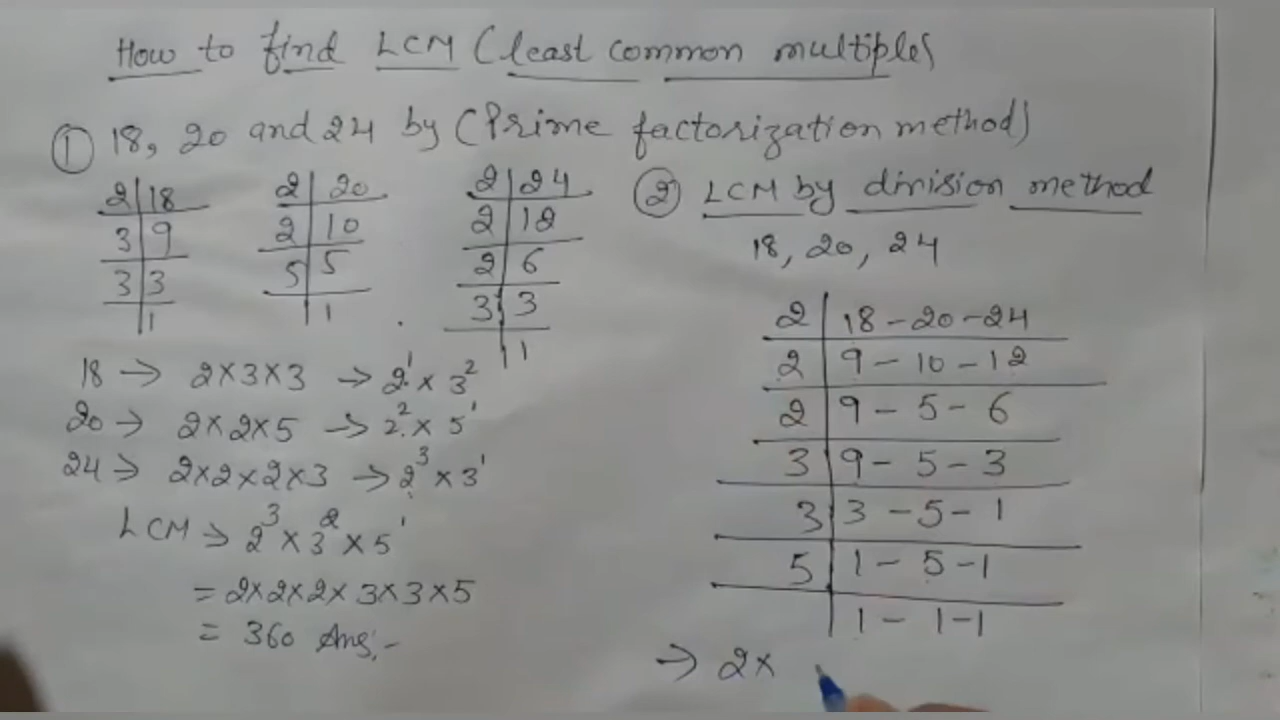 How to find LCM (least common multiples)
① 18, 20 and 24 by (Prime factorization method)
2 | 18
3 | 9
3 | 3
| 1
2 | 20
2 | 10
5 | 5
| 1
2 | 24
2 | 12
2 | 6
3 | 3
| 1
18 → 2×3×3 → 2¹ × 3²
20 → 2×2×5 → 2² × 5¹
24 → 2×2×2×3 → 2³ × 3¹
LCM → 2³ × 3² × 5¹
= 2×2×2×3×3×5
= 360 Ans:-
② LCM by division method
18, 20, 24
2 | 18 - 20 - 24
2 | 9 - 10 - 12
2 | 9 - 5 - 6
3 | 9 - 5 - 3
3 | 3 - 5 - 1
5 | 1 - 5 - 1
| 1 - 1 - 1
→ 2×